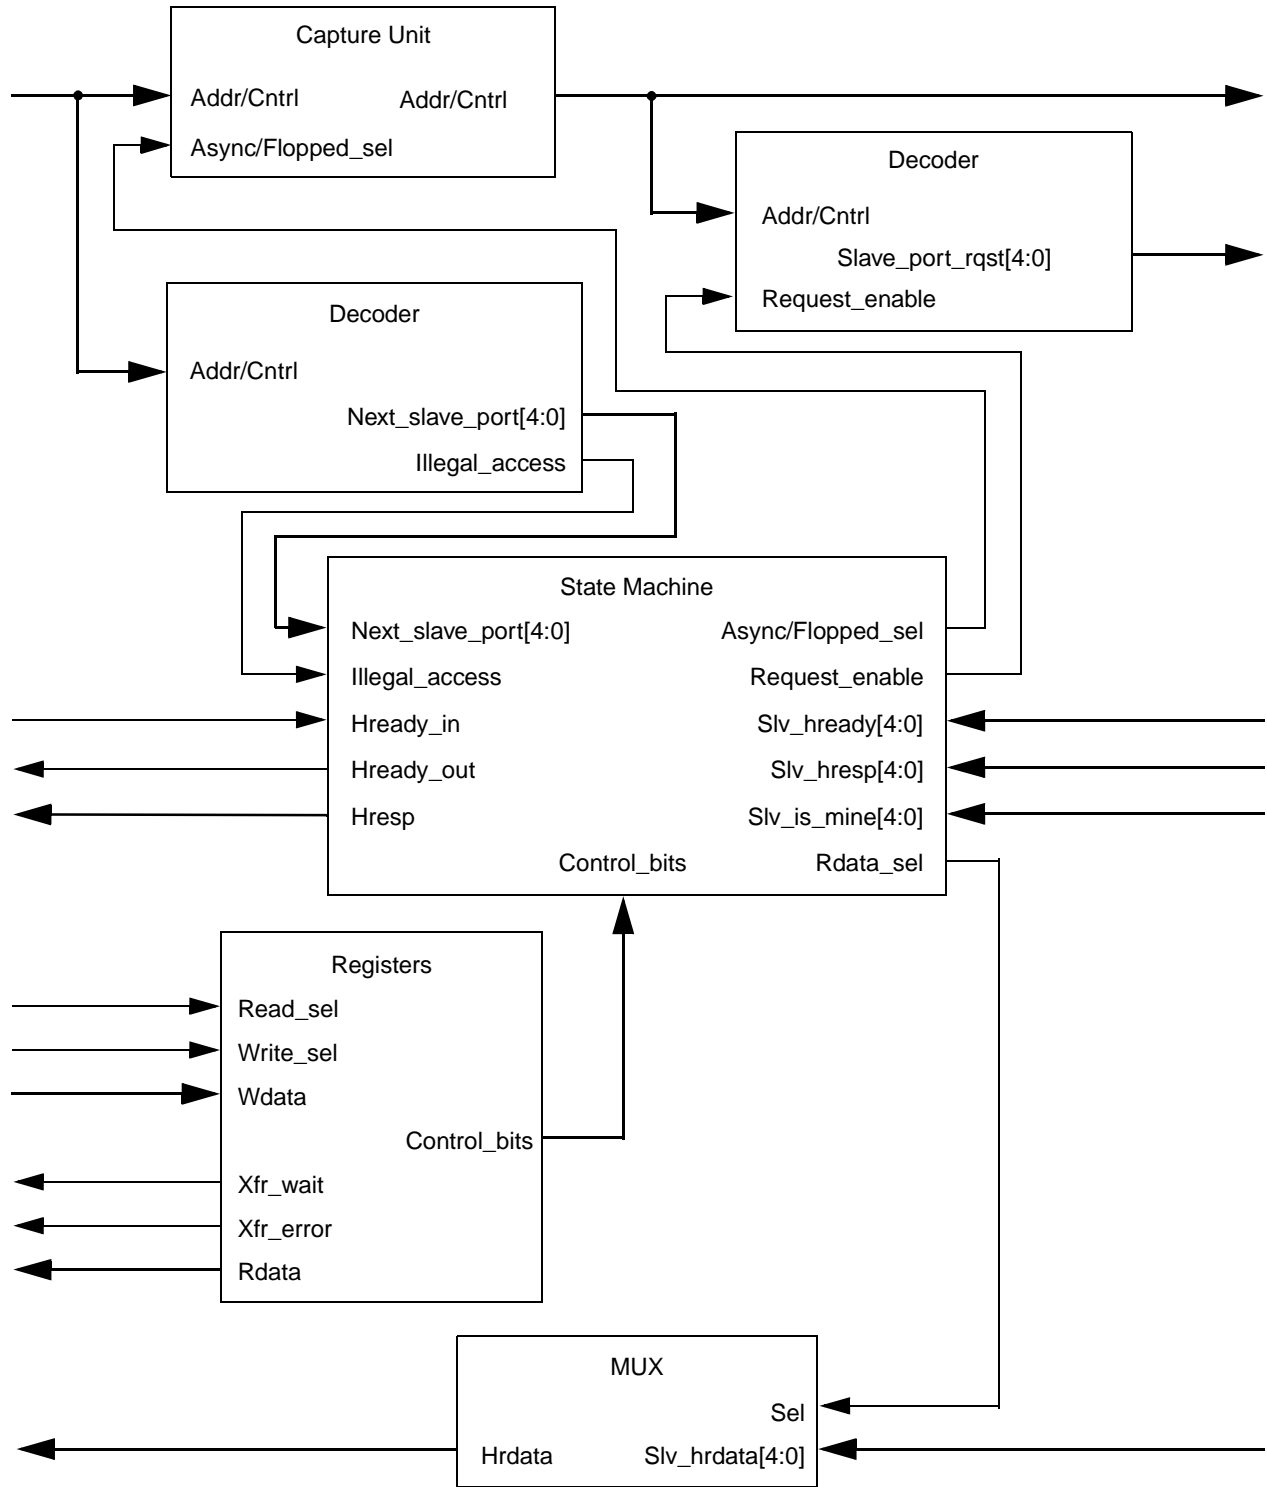 Capture Unit
Addr/Cntrl
Addr/Cntrl
Async/Flopped_sel
Decoder
Addr/Cntrl
Slave_port_rqst[4:0]
Request_enable
Decoder
Addr/Cntrl
Next_slave_port[4:0]
Illegal_access
State Machine
Next_slave_port[4:0]
Async/Flopped_sel
Illegal_access
Request_enable
Hready_in
Slv_hready[4:0]
Hready_out
Slv_hresp[4:0]
Hresp
Slv_is_mine[4:0]
Control_bits
Rdata_sel
Registers
Read_sel
Write_sel
Wdata
Control_bits
Xfr_wait
Xfr_error
Rdata
MUX
Sel
Hrdata
Slv_hrdata[4:0]